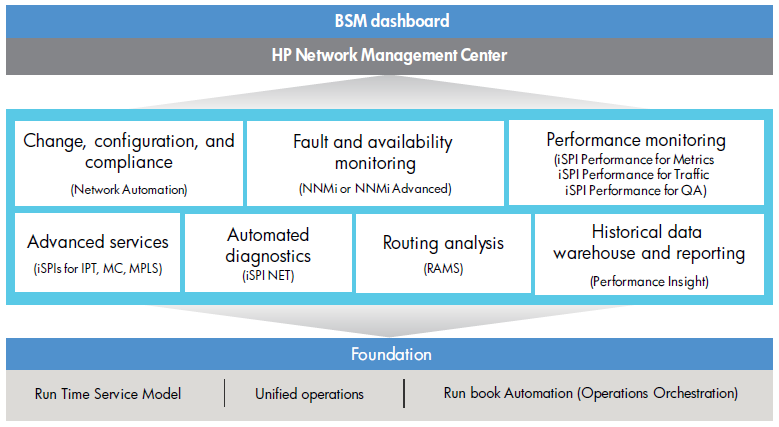 BSM dashboard
HP Network Management Center
Change, configuration, and
compliance
(Network Automation)
Fault and availability
monitoring
(NNMi or NNMi Advanced)
Performance monitoring
(iSPI Performance for Metrics
iSPI Performance for Traffic
iSPI Performance for QA)
Advanced services
(iSPIs for IPT, MC, MPLS)
Automated
diagnostics
(iSPI NET)
Routing analysis
(RAMS)
Historical data
warehouse and reporting
(Performance Insight)
Foundation
Run Time Service Model
Unified operations
Run book Automation (Operations Orchestration)